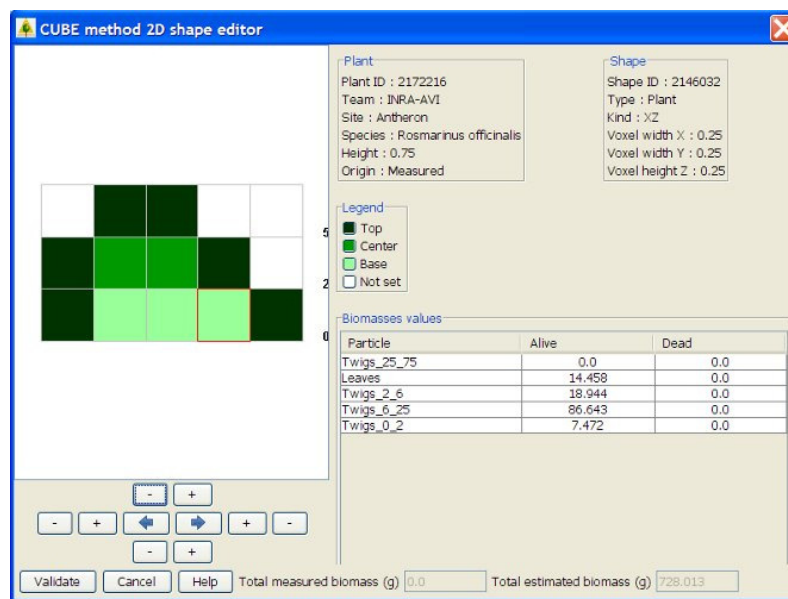 CUBE method 2D shape editor
Plant
Plant ID : 2172216
Team : INRA-AVI
Site : Antheron
Species : Rosmarinus officinalis
Height : 0.75
Origin : Measured
Shape
Shape ID : 2146032
Type : Plant
Kind : XZ
Voxel width X : 0.25
Voxel width Y : 0.25
Voxel height Z : 0.25
5
2
0
Legend
Top
Center
Base
Not set
Biomasses values
Particle Alive Dead
Twigs_25_75 0.0 0.0
Leaves 14.458 0.0
Twigs_2_6 18.944 0.0
Twigs_6_25 86.643 0.0
Twigs_0_2 7.472 0.0
- +
- + + -
- +
Validate Cancel Help Total measured biomass (g) 0.0 Total estimated biomass (g) 728.013